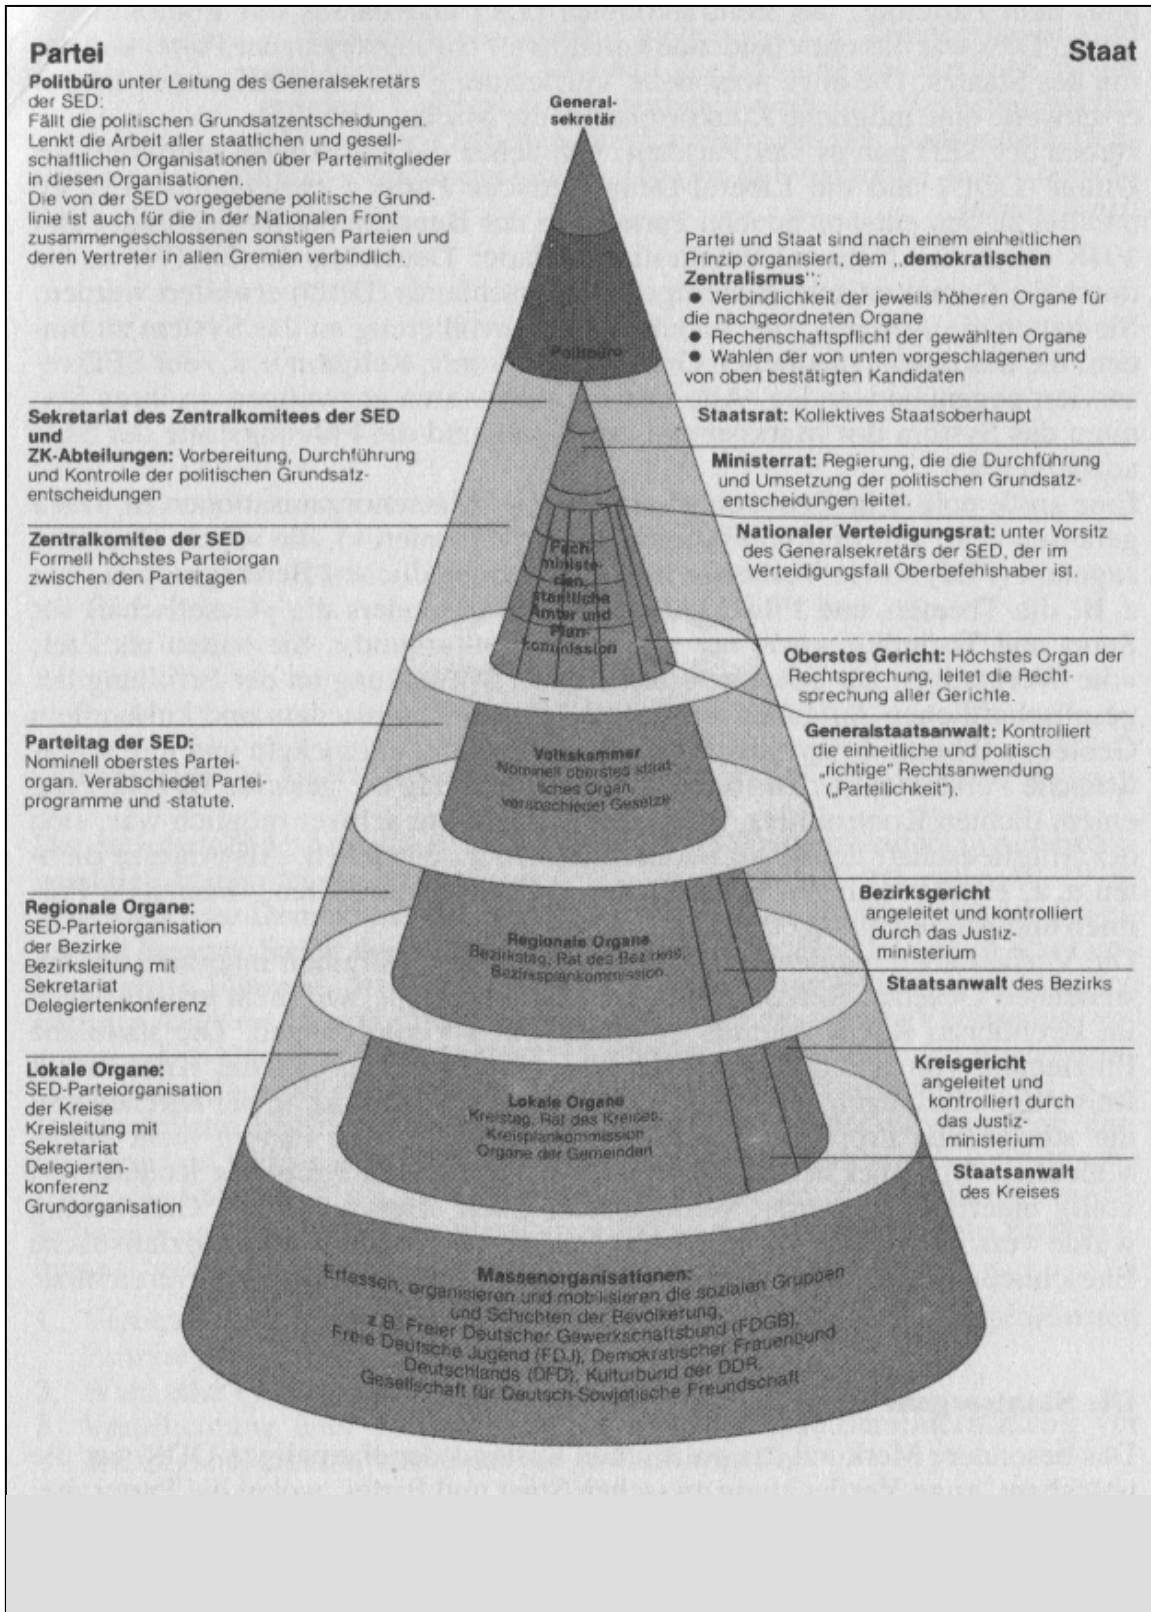 Partei
Staat
Politbüro unter Leitung des Generalsekretärs
der SED:
Fällt die politischen Grundsatzentscheidungen.
Lenkt die Arbeit aller staatlichen und gesell-
schaftlichen Organisationen über Parteimitglieder
in diesen Organisationen.
Die von der SED vorgegebene politische Grund-
linie ist auch für die in der Nationalen Front
zusammengeschlossenen sonstigen Parteien und
deren Vertreter in allen Gremien verbindlich.
General-
sekretär
Partei und Staat sind nach einem einheitlichen
Prinzip organisiert, dem „demokratischen
Zentralismus":
● Verbindlichkeit der jeweils höheren Organe für
die nachgeordneten Organe
● Rechenschaftspflicht der gewählten Organe
● Wahlen der von unten vorgeschlagenen und
von oben bestätigten Kandidaten
Politbüro
Sekretariat des Zentralkomitees der SED
und
ZK-Abteilungen: Vorbereitung, Durchführung
und Kontrolle der politischen Grundsatz-
entscheidungen
Staatsrat: Kollektives Staatsoberhaupt
Ministerrat: Regierung, die die Durchführung
und Umsetzung der politischen Grundsatz-
entscheidungen leitet.
Zentralkomitee der SED
Formell höchstes Parteiorgan
zwischen den Parteitagen
Nationaler Verteidigungsrat: unter Vorsitz
des Generalsekretärs der SED, der im
Verteidigungsfall Oberbefehlshaber ist.
Fach-
ministe-
rien,
staatliche
Ämter und
Plan-
kommission
Oberstes Gericht: Höchstes Organ der
Rechtsprechung, leitet die Recht-
sprechung aller Gerichte.
Generalstaatsanwalt: Kontrolliert
die einheitliche und politisch
„richtige" Rechtsanwendung
(„Parteilichkeit").
Parteitag der SED:
Nominell oberstes Partei-
organ. Verabschiedet Partei-
programme und -statute.
Volkskammer
Nominell oberstes staat-
liches Organ,
verabschiedet Gesetze
Regionale Organe:
SED-Parteiorganisation
der Bezirke
Bezirksleitung mit
Sekretariat
Delegiertenkonferenz
Regionale Organe
Bezirkstag, Rat des Bezirks,
Bezirksplankommission
Bezirksgericht
angeleitet und kontrolliert
durch das Justiz-
ministerium
Staatsanwalt des Bezirks
Lokale Organe:
SED-Parteiorganisation
der Kreise
Kreisleitung mit
Sekretariat
Delegierten-
konferenz
Grundorganisation
Lokale Organe
Kreistag, Rat des Kreises,
Kreisplankommission
Organe der Gemeinden
Kreisgericht
angeleitet und
kontrolliert durch
das Justiz-
ministerium
Staatsanwalt
des Kreises
Massenorganisationen:
Erfassen, organisieren und mobilisieren die sozialen Gruppen
und Schichten der Bevölkerung,
z.B. Freier Deutscher Gewerkschaftsbund (FDGB),
Freie Deutsche Jugend (FDJ), Demokratischer Frauenbund
Deutschlands (DFD), Kulturbund der DDR,
Gesellschaft für Deutsch-Sowjetische Freundschaft